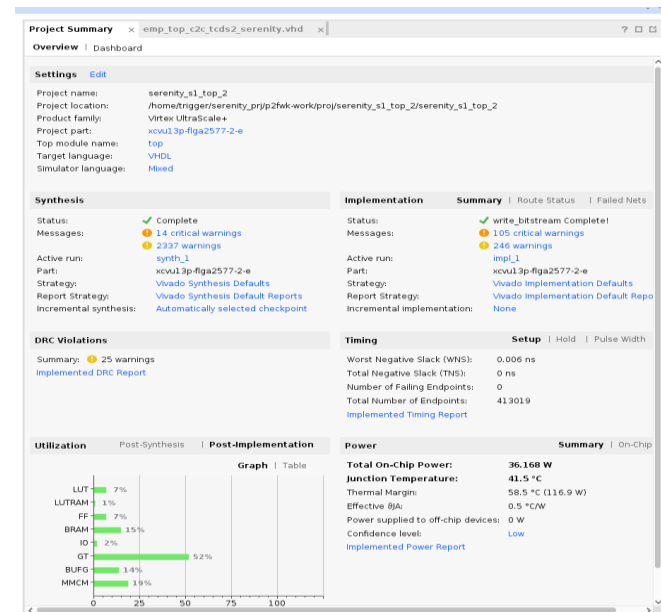 Project Summary × emp_top_c2c_tcds2_serenity.vhd ×
Overview | Dashboard
Settings Edit
Project name: serenity_s1_top_2
Project location: /home/trigger/serenity_prj/p2fwk-work/proj/serenity_s1_top_2/serenity_s1_top_2
Product family: Virtex UltraScale+
Project part: xcvu13p-flga2577-2-e
Top module name: top
Target language: VHDL
Simulator language: Mixed
Synthesis
Status: Complete
Messages: 14 critical warnings
2337 warnings
Active run: synth_1
Part: xcvu13p-flga2577-2-e
Strategy: Vivado Synthesis Defaults
Report Strategy: Vivado Synthesis Default Reports
Incremental synthesis: Automatically selected checkpoint
Implementation Summary | Route Status | Failed Nets
Status: write_bitstream Complete!
Messages: 105 critical warnings
246 warnings
Active run: impl_1
Part: xcvu13p-flga2577-2-e
Strategy: Vivado Implementation Defaults
Report Strategy: Vivado Implementation Default Repo
Incremental implementation: None
DRC Violations
Summary: 25 warnings
Implemented DRC Report
Timing Setup | Hold | Pulse Width
Worst Negative Slack (WNS): 0.006 ns
Total Negative Slack (TNS): 0 ns
Number of Failing Endpoints: 0
Total Number of Endpoints: 413019
Implemented Timing Report
Utilization Post-Synthesis | Post-Implementation
Graph | Table
LUT 7%
LUTRAM 1%
FF 7%
BRAM 15%
IO 2%
GT 52%
BUFG 14%
MMCM 19%
0 25 50 75 100
Power Summary | On-Chip
Total On-Chip Power: 36.168 W
Junction Temperature: 41.5 °C
Thermal Margin: 58.5 °C (116.9 W)
Effective θJA: 0.5 °C/W
Power supplied to off-chip devices: 0 W
Confidence level: Low
Implemented Power Report